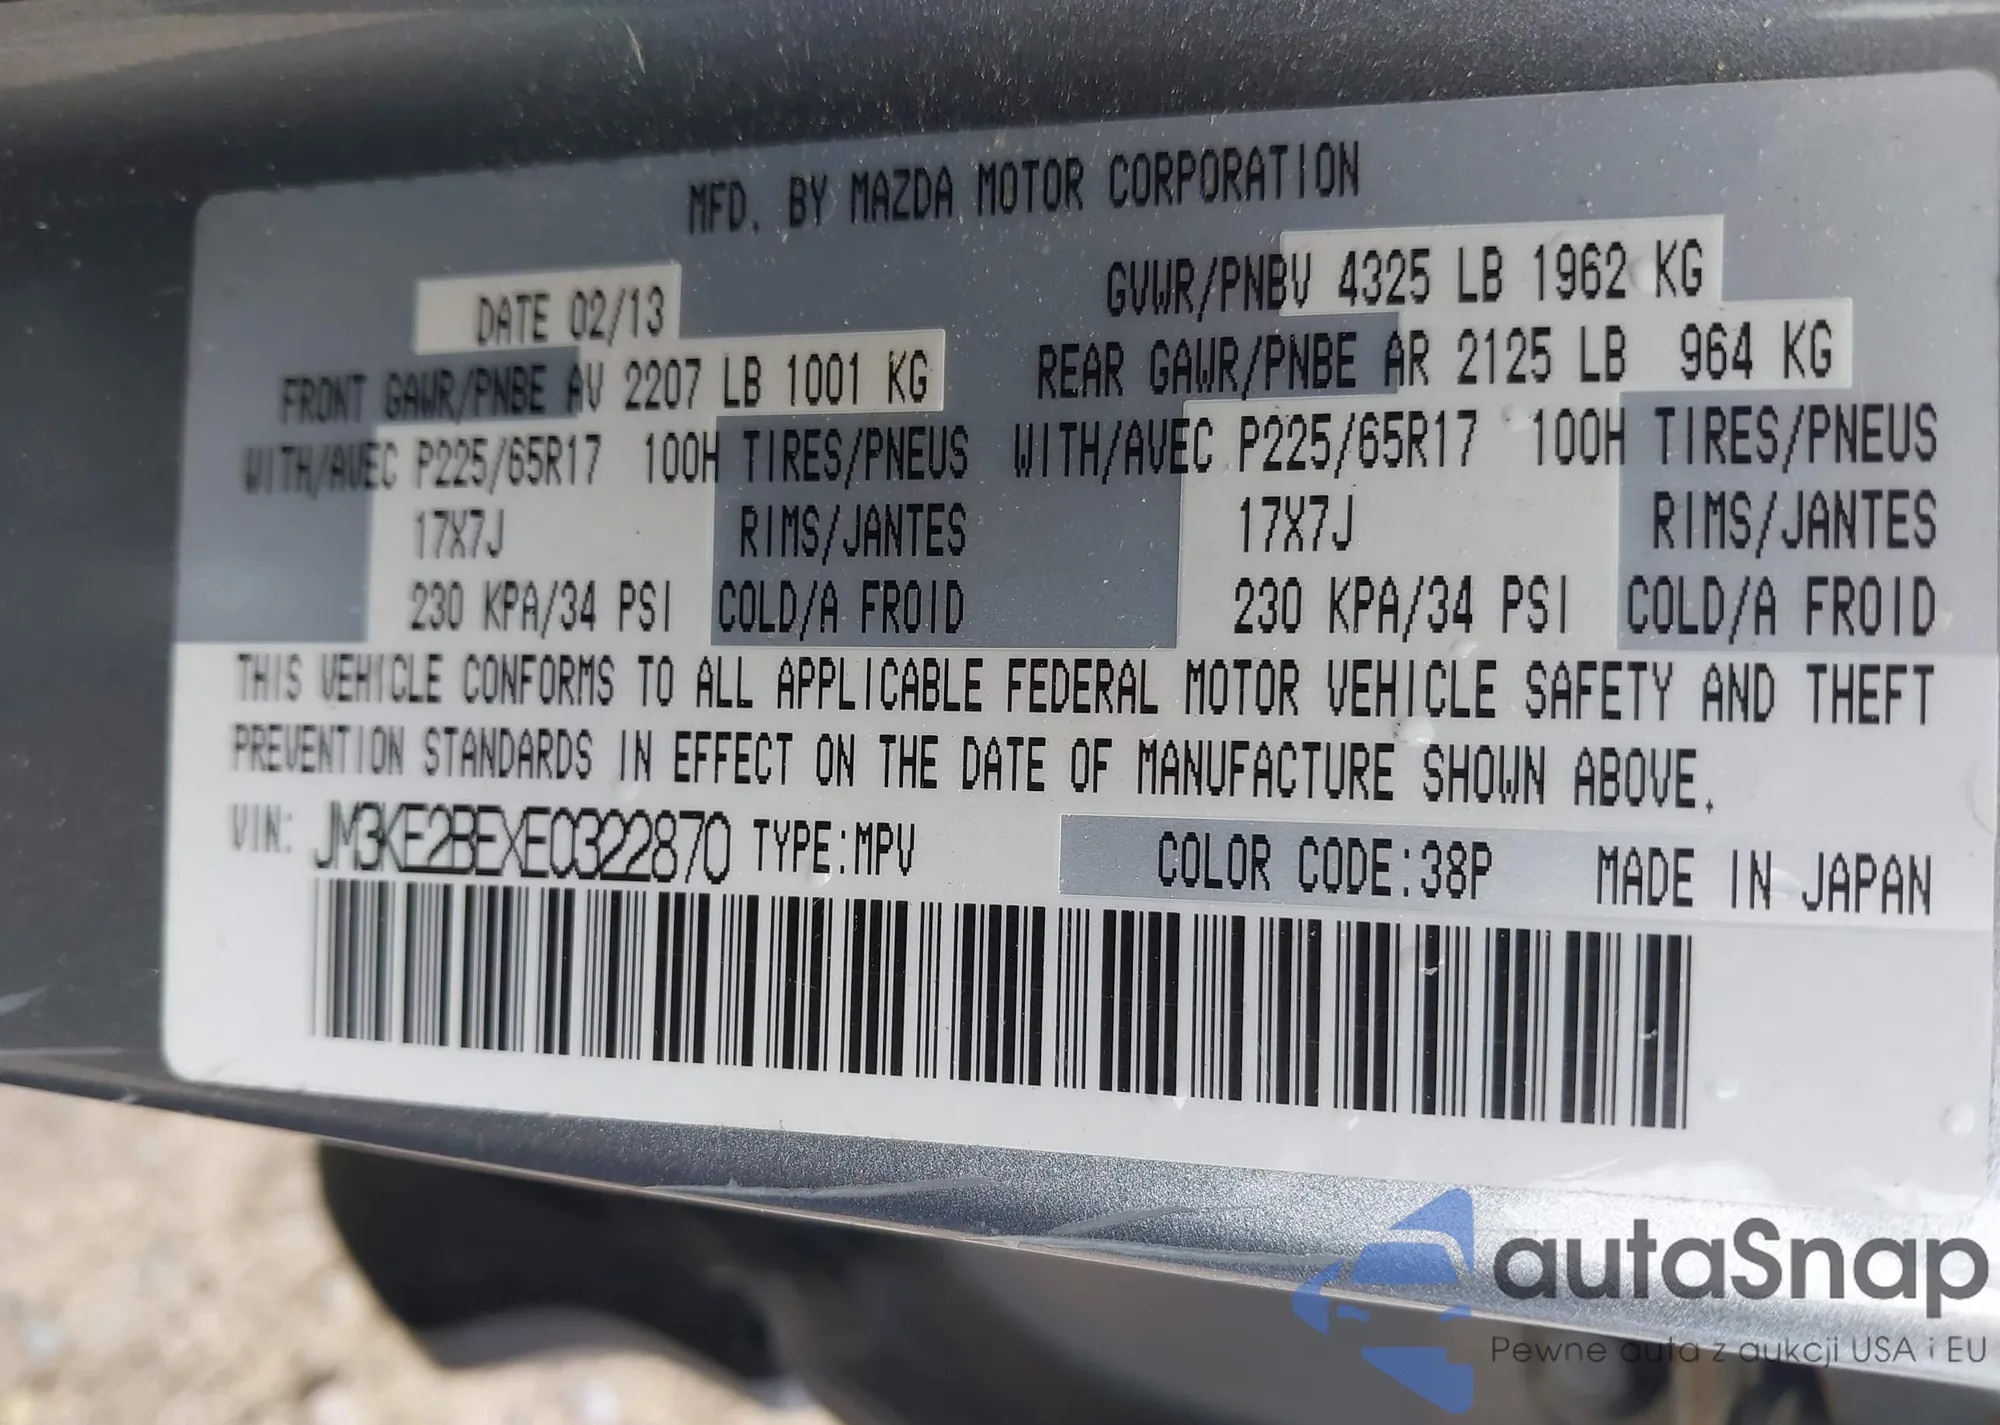 MFD. BY MAZDA MOTOR CORPORATION
DATE 02/13 GVWR/PNBV 4325 LB 1962 KG
FRONT GAWR/PNBE AV 2207 LB 1001 KG REAR GAWR/PNBE AR 2125 LB 964 KG
WITH/AVEC P225/65R17 100H TIRES/PNEUS WITH/AVEC P225/65R17 100H TIRES/PNEUS
17X7J RIMS/JANTES 17X7J RIMS/JANTES
230 KPA/34 PSI COLD/A FROID 230 KPA/34 PSI COLD/A FROID
THIS VEHICLE CONFORMS TO ALL APPLICABLE FEDERAL MOTOR VEHICLE SAFETY AND THEFT
PREVENTION STANDARDS IN EFFECT ON THE DATE OF MANUFACTURE SHOWN ABOVE.
VIN: JM3KE2BEXE0322870 TYPE:MPV COLOR CODE:38P MADE IN JAPAN
autaSnap
Pewne auta z aukcji USA i EU